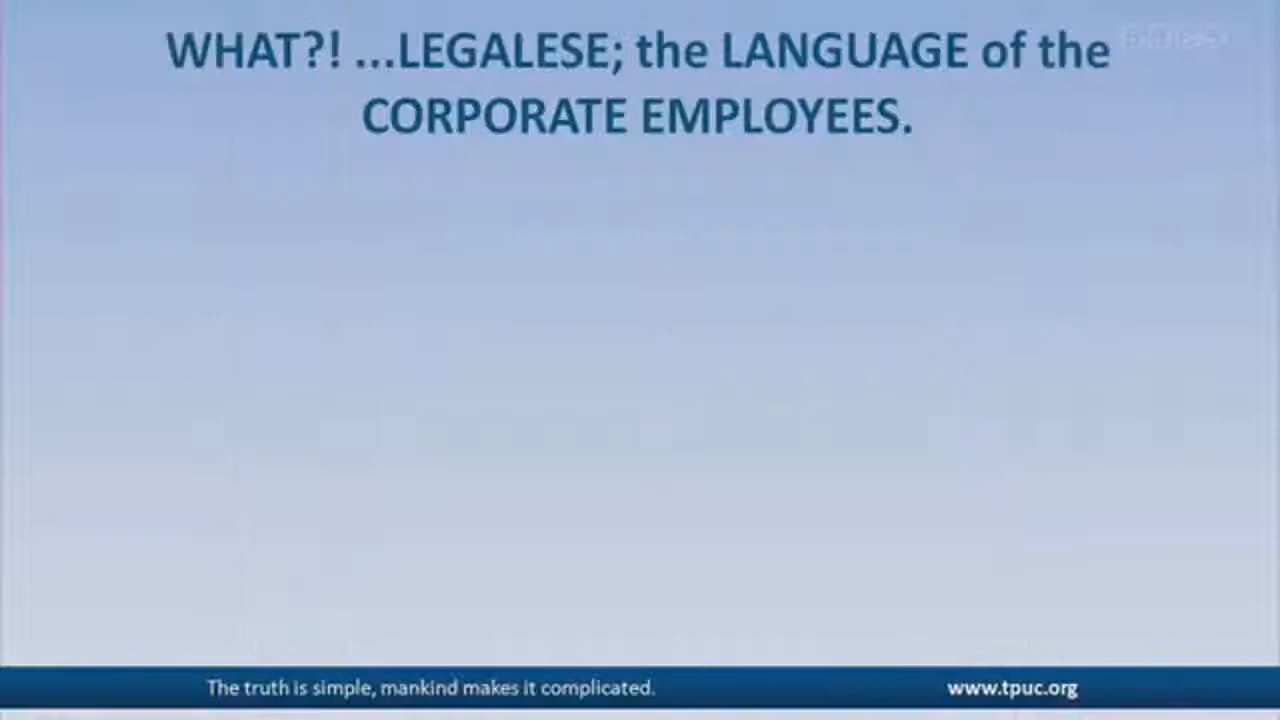 WHAT?! ...LEGALESE; the LANGUAGE of the
CORPORATE EMPLOYEES.
The truth is simple, mankind makes it complicated.
www.tpuc.org